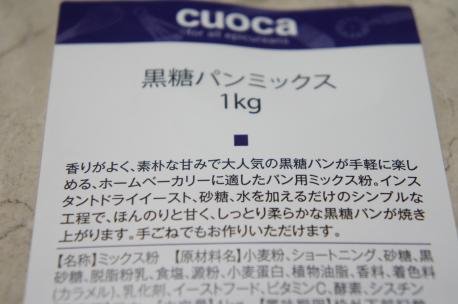 cuoca
for all epicureans
黒糖パンミックス
1kg
香りがよく、素朴な甘みで大人気の黒糖パンが手軽に楽し
める、ホームベーカリーに適したパン用ミックス粉。インス
タントドライイースト、砂糖、水を加えるだけのシンプルな
工程で、ほんのりと甘く、しっとり柔らかな黒糖パンが焼き
上がります。手ごねでもお作りいただけます。
【名称】ミックス粉 【原材料名】小麦粉、ショートニング、砂糖、黒
砂糖、脱脂粉乳、食塩、澱粉、小麦蛋白、植物油脂、香料、着色料
(カラメル)、乳化剤、イーストフード、ビタミンC、酵素、シスチン